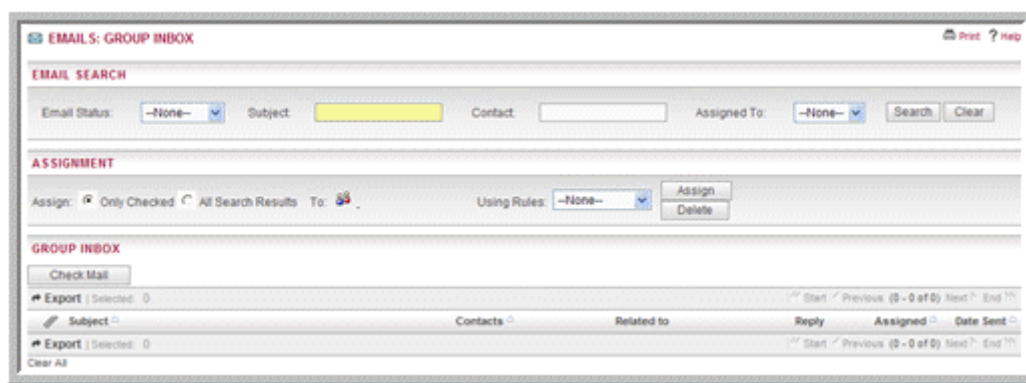 EMAILS: GROUP INBOX Print ? Help
EMAIL SEARCH
Email Status: --None-- Subject: Contact: Assigned To: --None-- Search Clear
ASSIGNMENT
Assign: Only Checked All Search Results To: Using Rules: --None-- Assign
Delete
GROUP INBOX
Check Mail
Export | Selected: 0 Start Previous (0 - 0 of 0) Next End
Subject Contacts Related to Reply Assigned Date Sent
Export | Selected: 0 Start Previous (0 - 0 of 0) Next End
Clear All